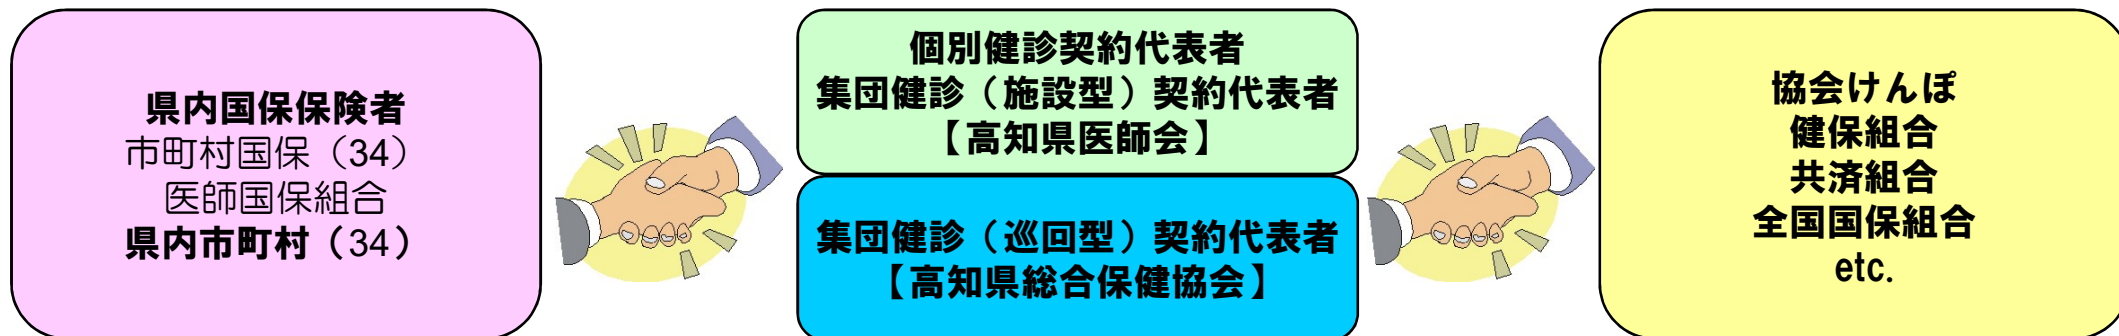 県内国保保険者
市町村国保（34）
医師国保組合
県内市町村（34）
個別健診契約代表者
集団健診（施設型）契約代表者
【高知県医師会】
集団健診（巡回型）契約代表者
【高知県総合保健協会】
協会けんぽ
健保組合
共済組合
全国国保組合
etc.